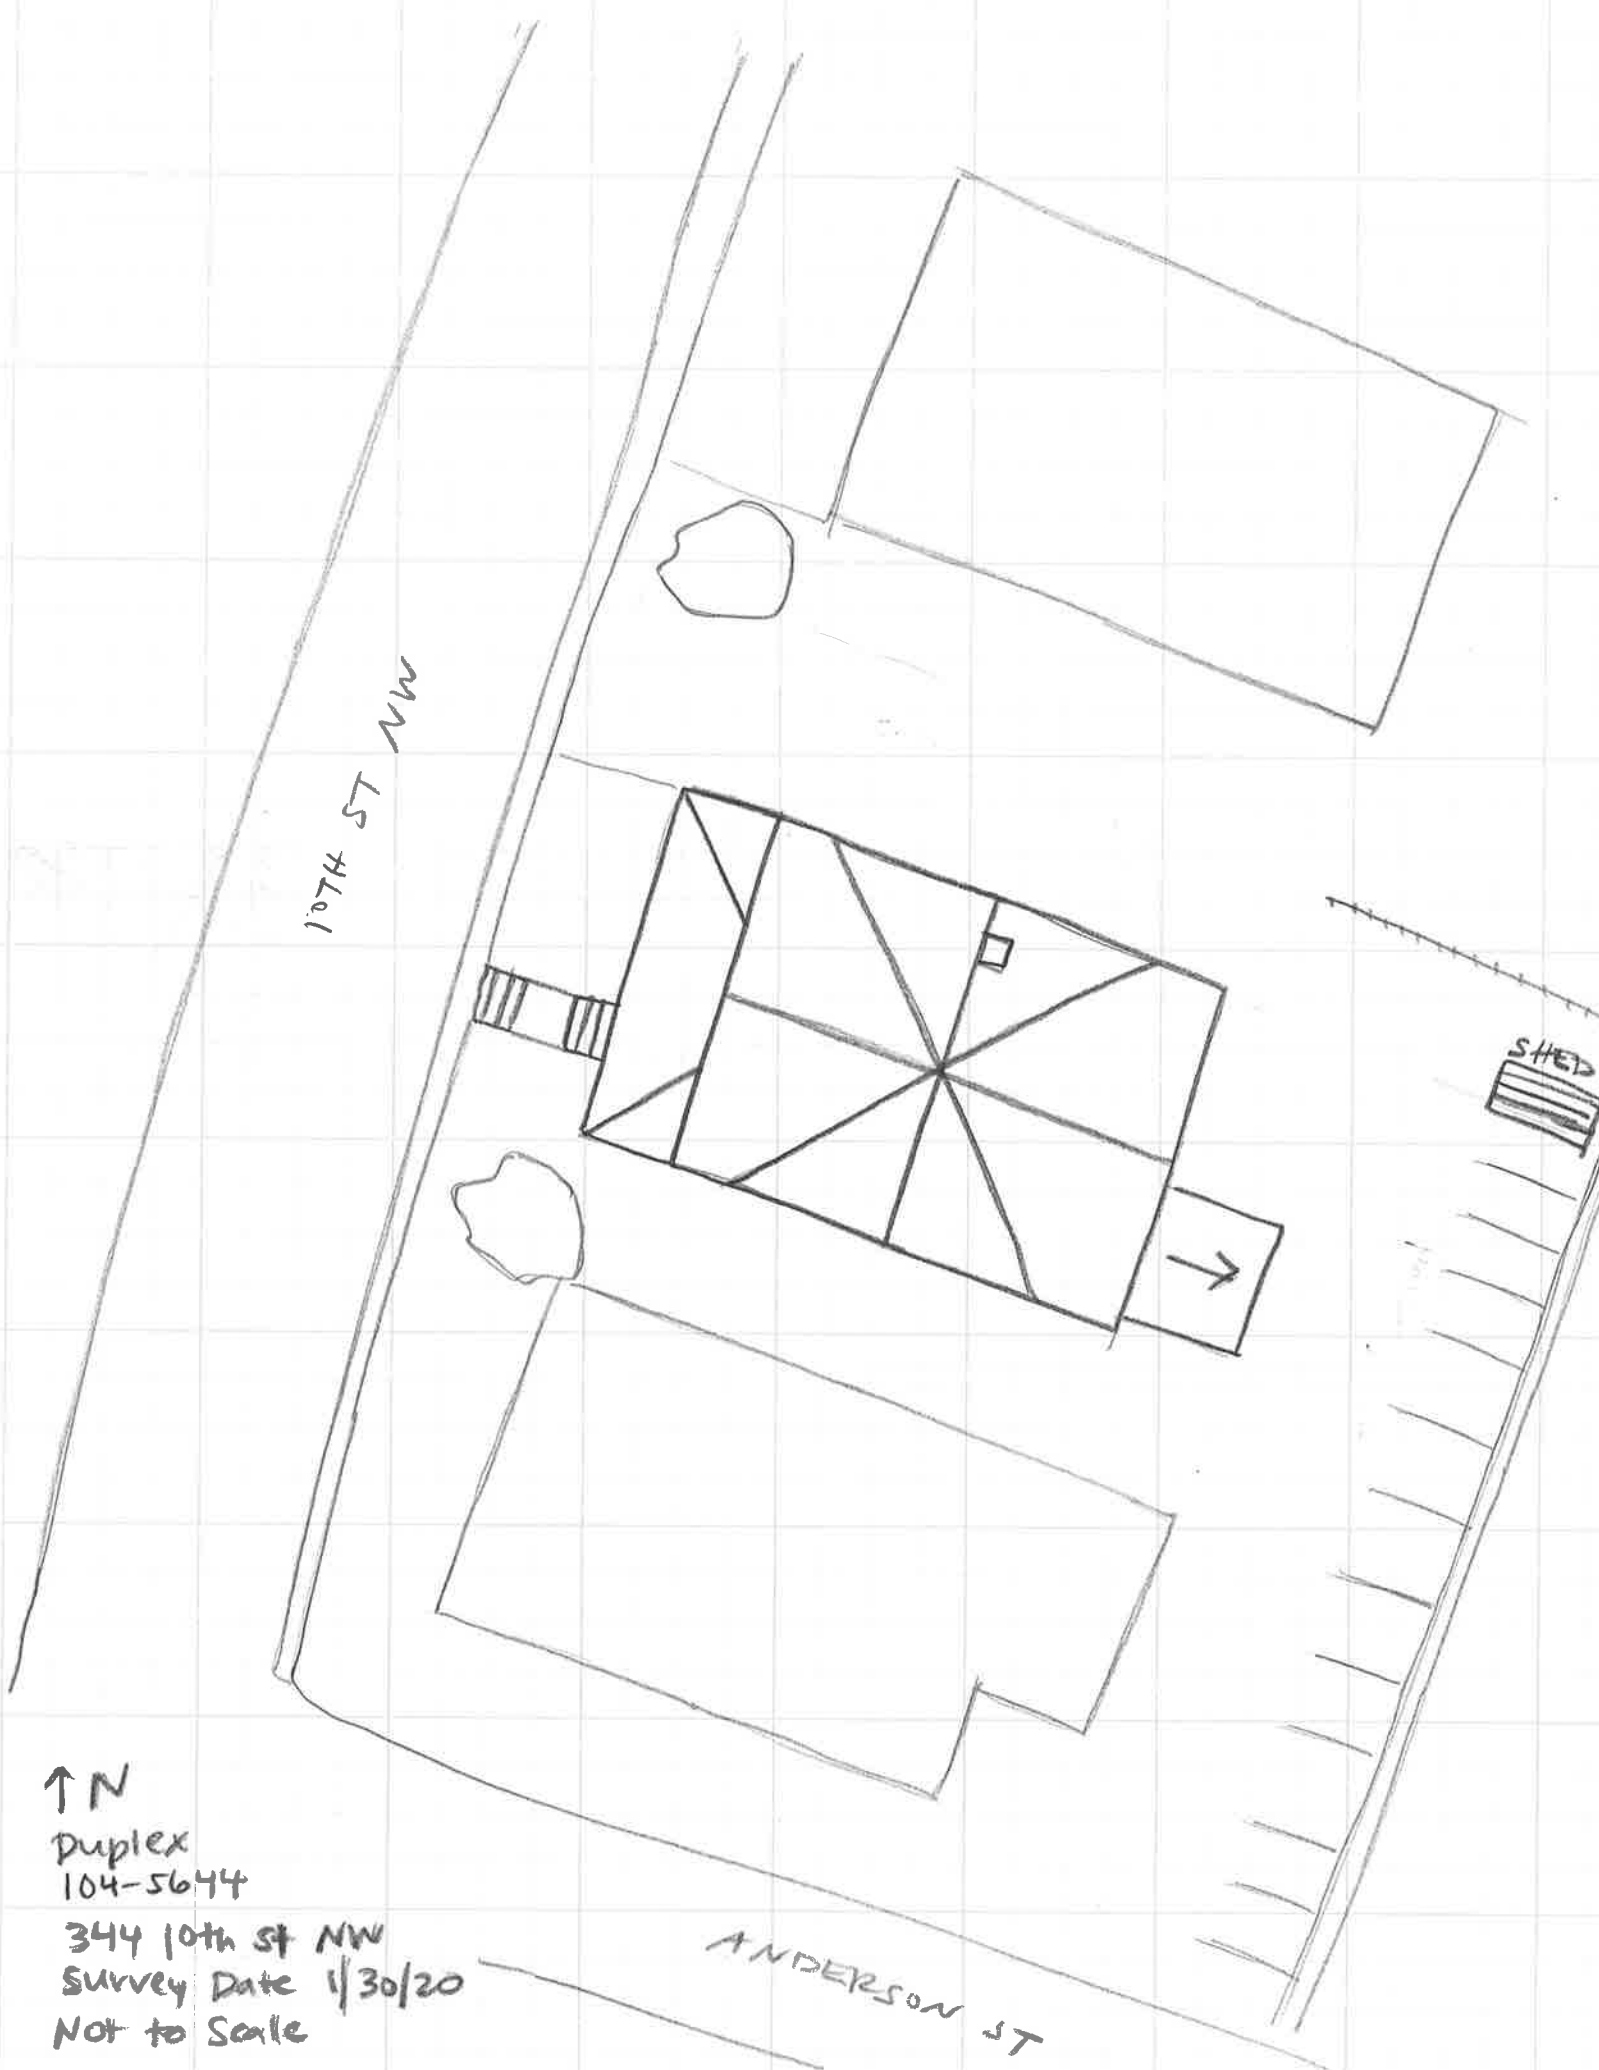 10TH ST NW
SHED
↑ N
Duplex
104-5644
344 10th St NW
Survey Date 1/30/20
Not to Scale
ANDERSON ST